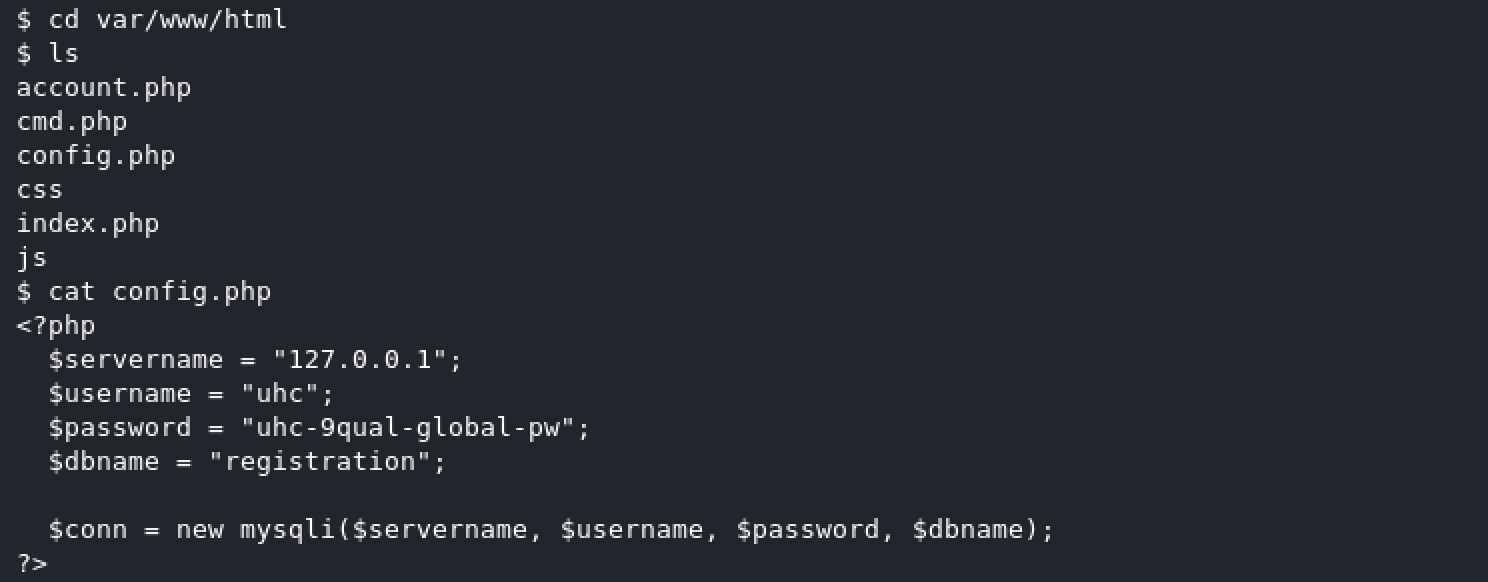 $ cd var/www/html
$ ls
account.php
cmd.php
config.php
css
index.php
js
$ cat config.php
<?php
  $servername = "127.0.0.1";
  $username = "uhc";
  $password = "uhc-9qual-global-pw";
  $dbname = "registration";

  $conn = new mysqli($servername, $username, $password, $dbname);
?>